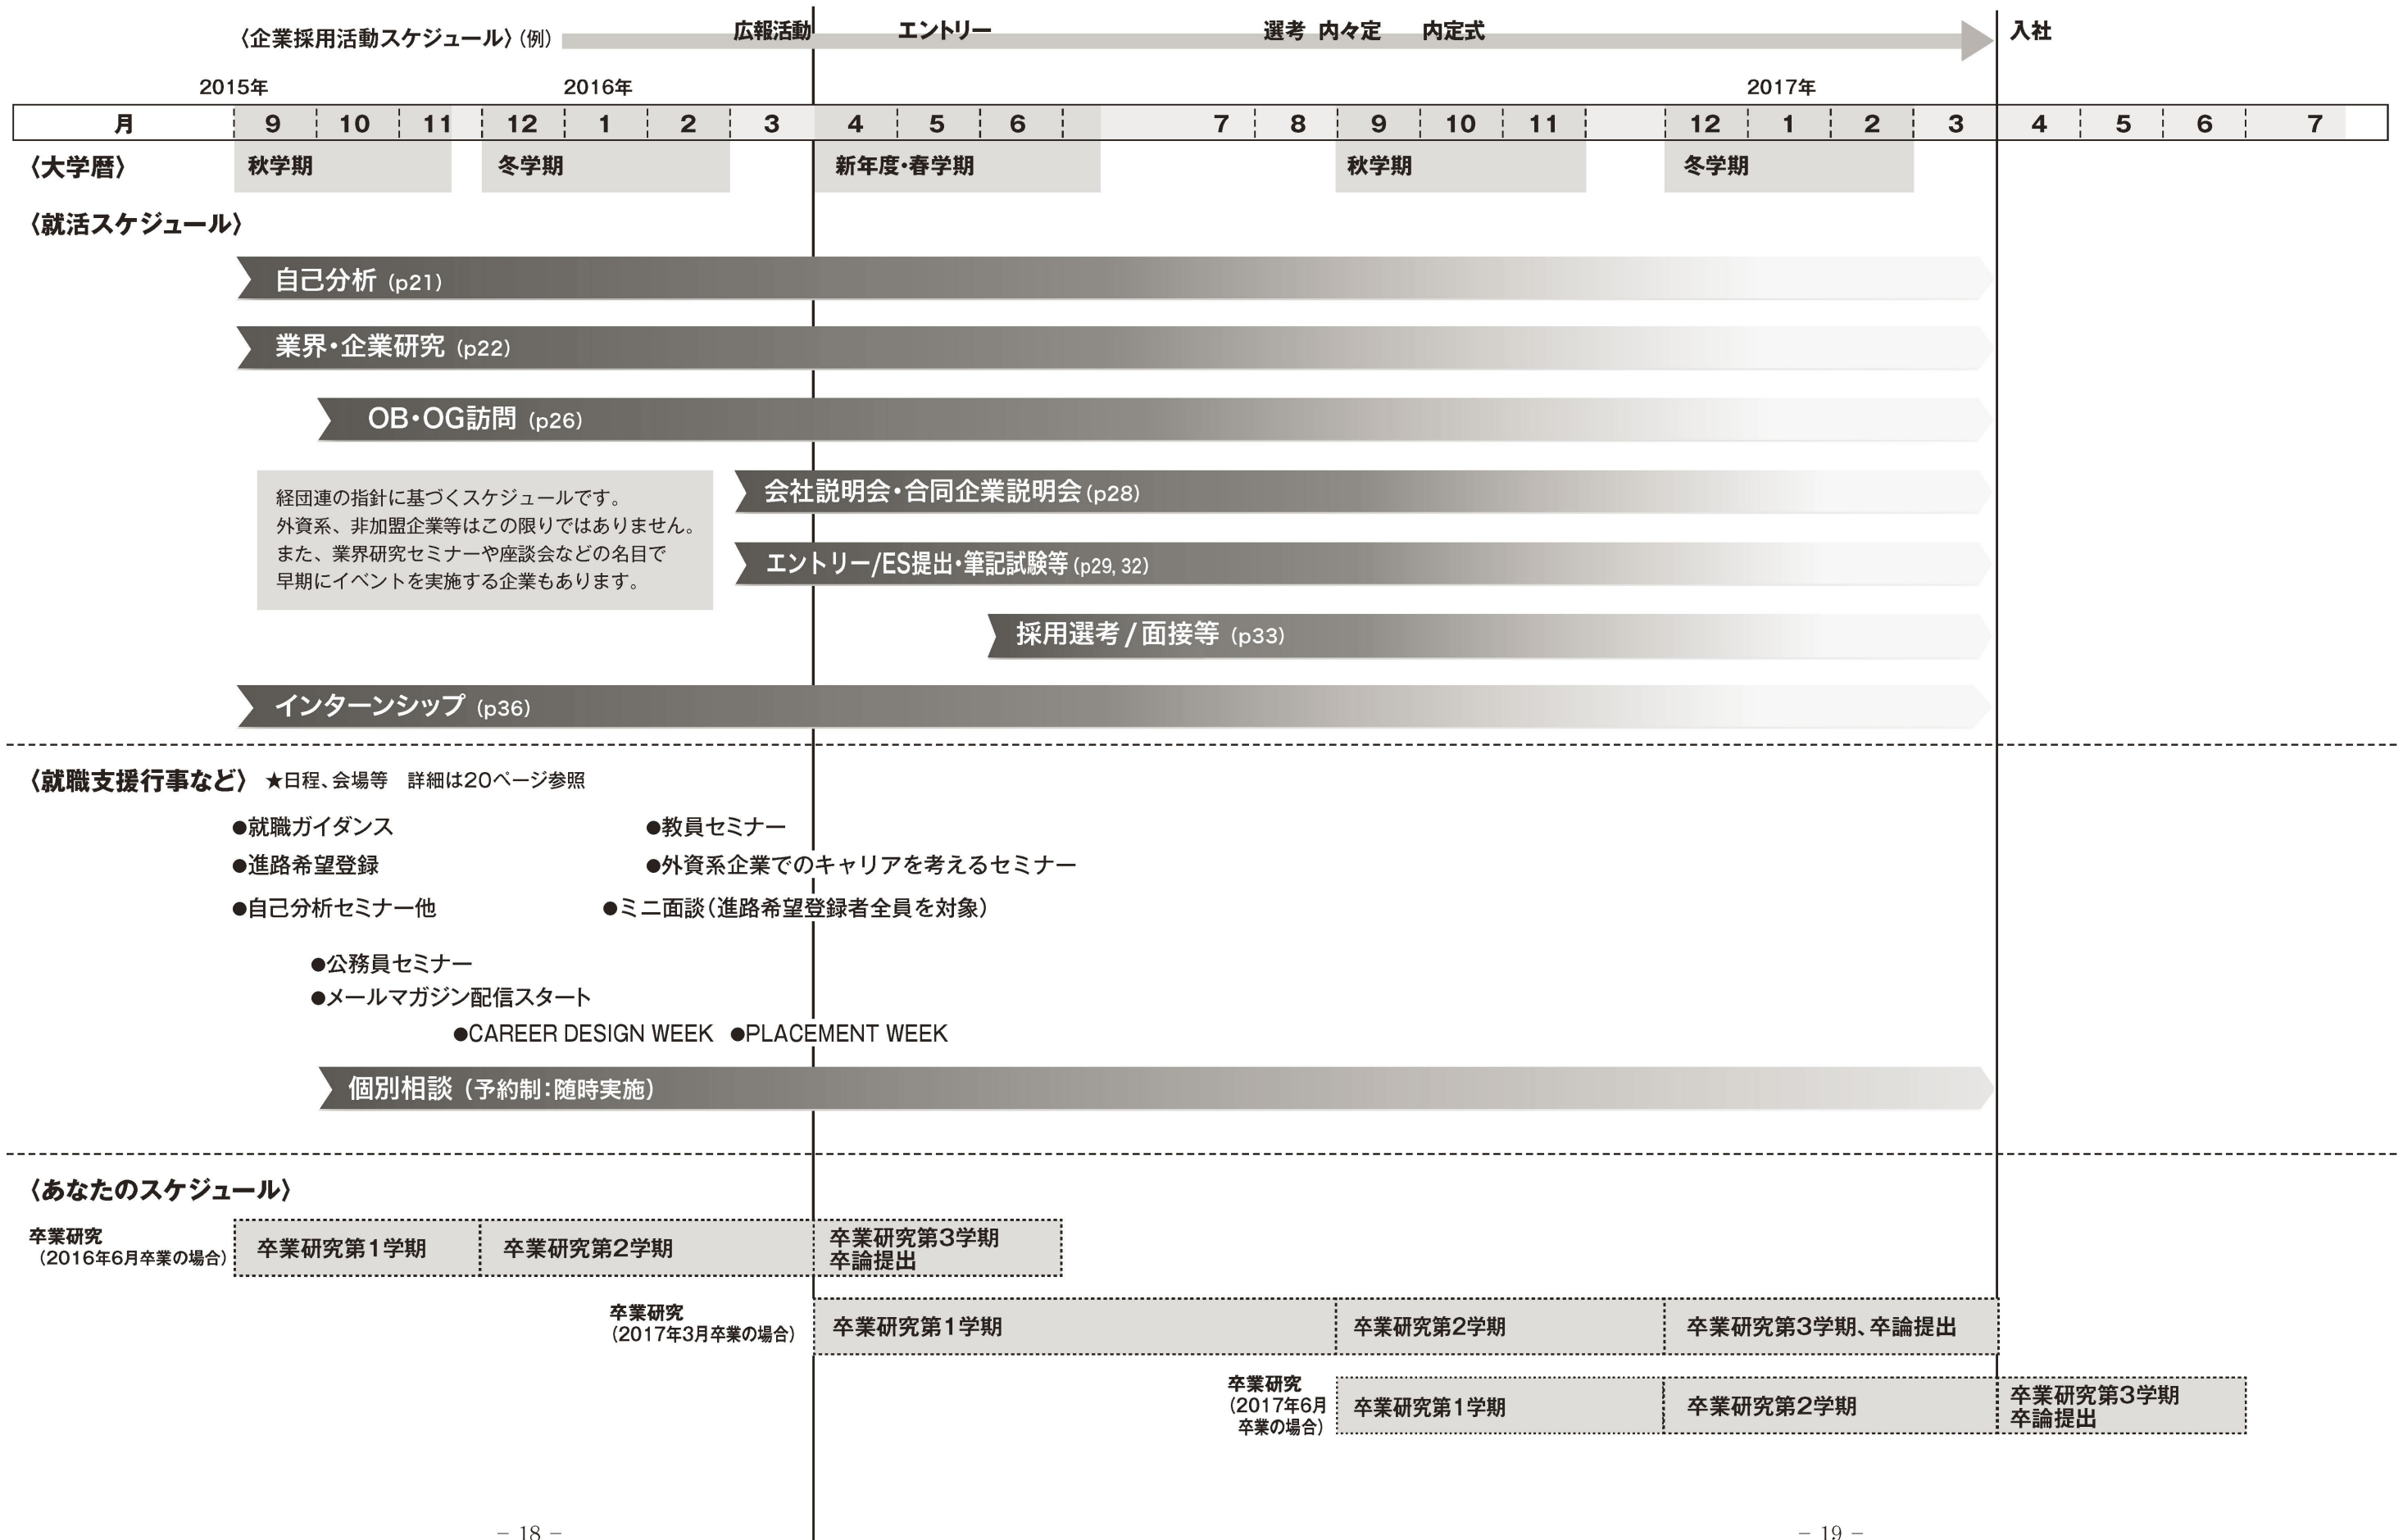 〈企業採用活動スケジュール〉（例） 広報活動 エントリー 選考 内々定 内定式 入社
2015年 2016年 2017年
月 9 10 11 12 1 2 3 4 5 6 7 8 9 10 11 12 1 2 3 4 5 6 7
〈大学暦〉 秋学期 冬学期 新年度・春学期 秋学期 冬学期
〈就活スケジュール〉
自己分析（p21）
業界・企業研究（p22）
OB・OG訪問（p26）
会社説明会・合同企業説明会（p28）
経団連の指針に基づくスケジュールです。
外資系、非加盟企業等はこの限りではありません。
また、業界研究セミナーや座談会などの名目で
早期にイベントを実施する企業もあります。
エントリー/ES提出・筆記試験等（p29, 32）
採用選考／面接等（p33）
インターンシップ（p36）
〈就職支援行事など〉 ★日程、会場等　詳細は20ページ参照
●就職ガイダンス ●教員セミナー
●進路希望登録 ●外資系企業でのキャリアを考えるセミナー
●自己分析セミナー他 ●ミニ面談（進路希望登録者全員を対象）
●公務員セミナー
●メールマガジン配信スタート
●CAREER DESIGN WEEK ●PLACEMENT WEEK
個別相談（予約制：随時実施）
〈あなたのスケジュール〉
卒業研究
（2016年6月卒業の場合）
卒業研究第1学期 卒業研究第2学期 卒業研究第3学期
卒論提出
卒業研究
（2017年3月卒業の場合）
卒業研究第1学期 卒業研究第2学期 卒業研究第3学期、卒論提出
卒業研究
（2017年6月
卒業の場合）
卒業研究第1学期 卒業研究第2学期 卒業研究第3学期
卒論提出
− 18 − − 19 −